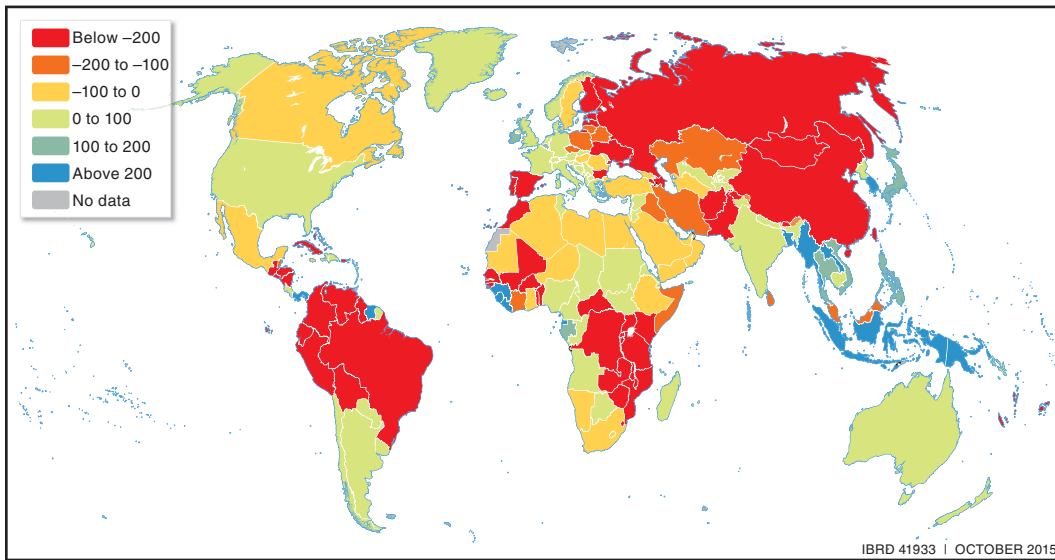 Below –200
–200 to –100
–100 to 0
0 to 100
100 to 200
Above 200
No data
IBRD 41933 | OCTOBER 2015